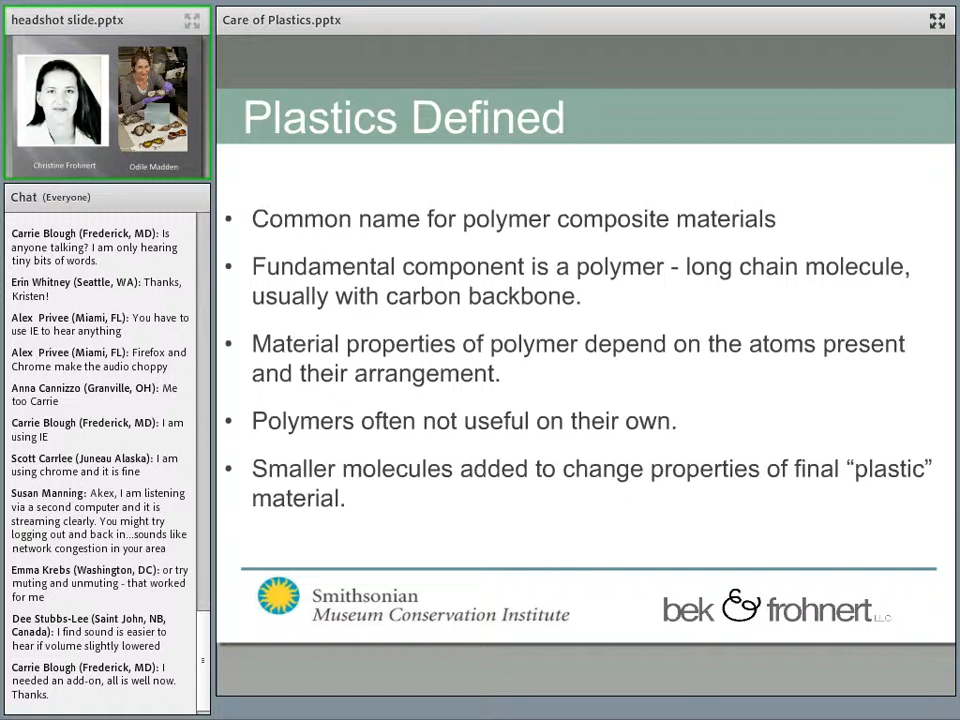 headshot slide.pptx
Christine Frohnert
Odile Madden
Chat (Everyone)
Carrie Blough (Frederick, MD): Is
anyone talking? I am only hearing
tiny bits of words.
Erin Whitney (Seattle, WA): Thanks,
Kristen!
Alex Privee (Miami, FL): You have to
use IE to hear anything
Alex Privee (Miami, FL): Firefox and
Chrome make the audio choppy
Anna Cannizzo (Granville, OH): Me
too Carrie
Carrie Blough (Frederick, MD): I am
using IE
Scott Carrlee (Juneau Alaska): I am
using chrome and it is fine
Susan Manning: Akex, I am listening
via a second computer and it is
streaming clearly. You might try
logging out and back in...sounds like
network congestion in your area
Emma Krebs (Washington, DC): or try
muting and unmuting - that worked
for me
Dee Stubbs-Lee (Saint John, NB,
Canada): I find sound is easier to
hear if volume slightly lowered
Carrie Blough (Frederick, MD): I
needed an add-on, all is well now.
Thanks.
Care of Plastics.pptx
Plastics Defined
• Common name for polymer composite materials
• Fundamental component is a polymer - long chain molecule,
usually with carbon backbone.
• Material properties of polymer depend on the atoms present
and their arrangement.
• Polymers often not useful on their own.
• Smaller molecules added to change properties of final “plastic”
material.
Smithsonian
Museum Conservation Institute
bek & frohnert LLC